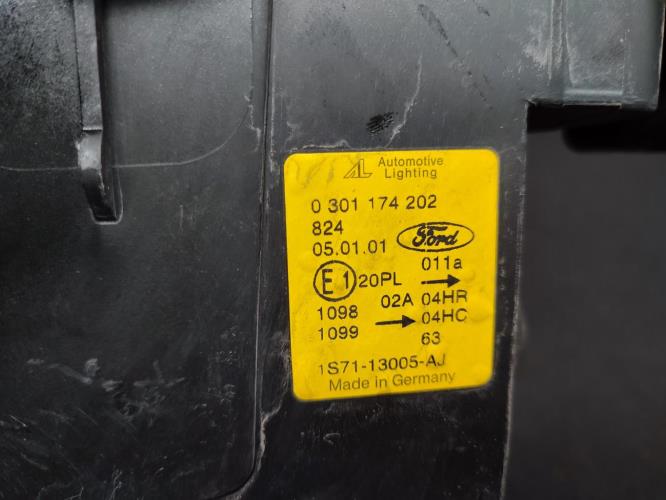 AL Automotive
Lighting
0 301 174 202
824
05.01.01 Ford
011a
E1 20PL →
02A 04HR
1098 → 04HC
1099
63
1S71-13005-AJ
Made in Germany